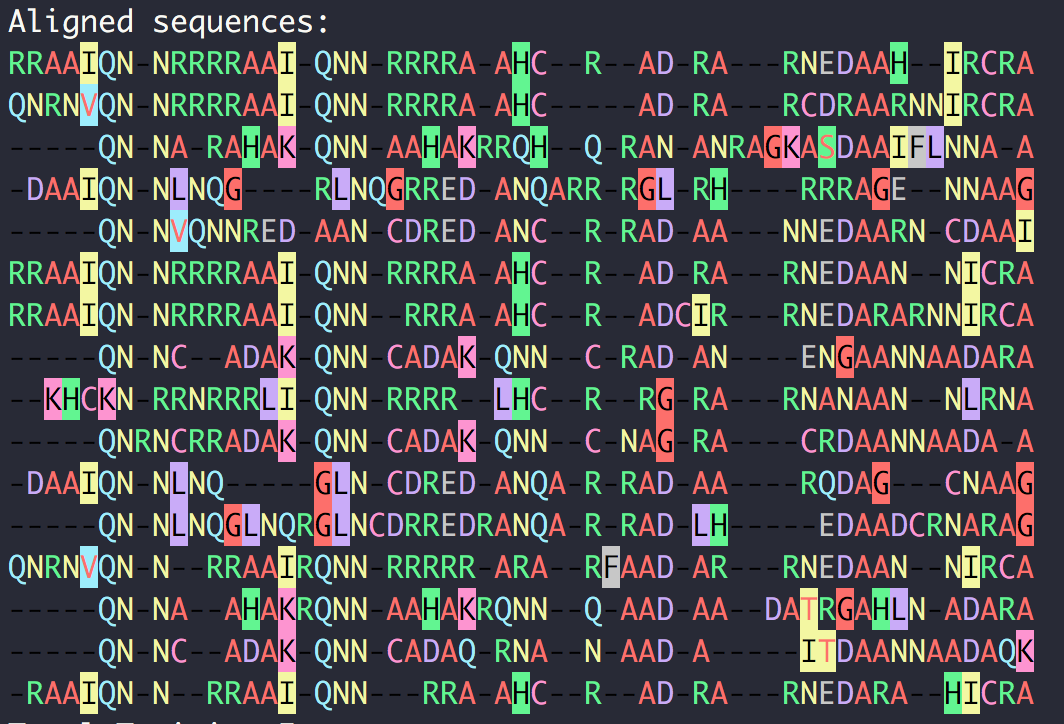 Aligned sequences:
RRAAIQN-NRRRRAAI-QNN-RRRRA-AHC--R--AD-RA---RNEDAAH--IRCRA
QNRNVQN-NRRRRAAI-QNN-RRRRA-AHC-----AD-RA---RCDRAARNNIRCRA
-----QN-NA-RAHAK-QNN-AAHAKRRQH--Q-RAN-ANRAGKASDAAIFLNNA-A
-DAAIQN-NLNQG----RLNQGRRED-ANQARR-RGL-RH----RRRAGE--NNAAG
-----QN-NVQNNRED-AAN-CDRED-ANC--R-RAD-AA---NNEDAARN-CDAAI
RRAAIQN-NRRRRAAI-QNN-RRRRA-AHC--R--AD-RA---RNEDAAN--NICRA
RRAAIQN-NRRRRAAI-QNN--RRRA-AHC--R--ADCIR---RNEDARARNNIRCA
-----QN-NC--ADAK-QNN-CADAK-QNN--C-RAD-AN----ENGAANNAADARA
--KHCKN-RRNRRRLI-QNN-RRRR--LHC--R--RG-RA---RNANAAN--NLRNA
-----QNRNCRRADAK-QNN-CADAK-QNN--C-NAG-RA----CRDAANNAADA-A
-DAAIQN-NLNQ-----GLN-CDRED-ANQA-R-RAD-AA----RQDAG---CNAAG
-----QN-NLNQGLNQRGLNCDRREDRANQA-R-RAD-LH-----EDAADCRNARAG
QNRNVQN-N--RRAAIRQNN-RRRRR-ARA--RFAAD-AR---RNEDAAN--NIRCA
-----QN-NA--AHAKRQNN-AAHAKRQNN--Q-AAD-AA--DATRGAHLN-ADARA
-----QN-NC--ADAK-QNN-CADAQ-RNA--N-AAD-A-----ITDAANNAADAQK
-RAAIQN-N--RRAAI-QNN---RRA-AHC--R--AD-RA---RNEDARA--HICRA